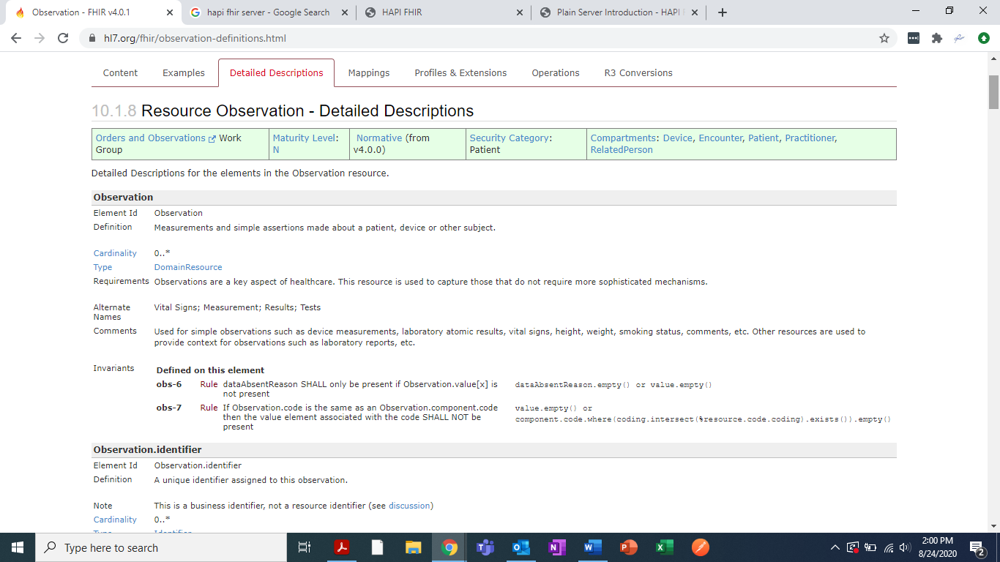 Observation - FHIR v4.0.1
hapi fhir server - Google Search
HAPI FHIR
Plain Server Introduction - HAPI F
hl7.org/fhir/observation-definitions.html
Content Examples Detailed Descriptions Mappings Profiles & Extensions Operations R3 Conversions
10.1.8 Resource Observation - Detailed Descriptions
Orders and Observations Work
Group
Maturity Level:
N
Normative (from
v4.0.0)
Security Category:
Patient
Compartments: Device, Encounter, Patient, Practitioner,
RelatedPerson
Detailed Descriptions for the elements in the Observation resource.
Observation
Element Id Observation
Definition Measurements and simple assertions made about a patient, device or other subject.
Cardinality 0..*
Type DomainResource
Requirements Observations are a key aspect of healthcare. This resource is used to capture those that do not require more sophisticated mechanisms.
Alternate
Names
Vital Signs; Measurement; Results; Tests
Comments Used for simple observations such as device measurements, laboratory atomic results, vital signs, height, weight, smoking status, comments, etc. Other resources are used to
provide context for observations such as laboratory reports, etc.
Invariants Defined on this element
obs-6 Rule dataAbsentReason SHALL only be present if Observation.value[x] is
not present
dataAbsentReason.empty() or value.empty()
obs-7 Rule If Observation.code is the same as an Observation.component.code
then the value element associated with the code SHALL NOT be
present
value.empty() or
component.code.where(coding.intersect(%resource.code.coding).exists()).empty()
Observation.identifier
Element Id Observation.identifier
Definition A unique identifier assigned to this observation.
Note This is a business identifier, not a resource identifier (see discussion)
Cardinality 0..*
Type Identifier
Type here to search
2:00 PM
8/24/2020
2